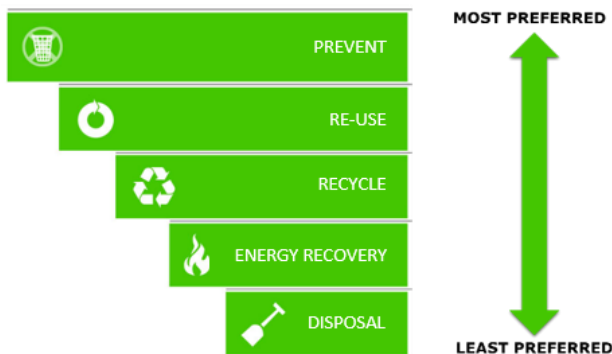 MOST PREFERRED
PREVENT
RE-USE
RECYCLE
ENERGY RECOVERY
DISPOSAL
LEAST PREFERRED